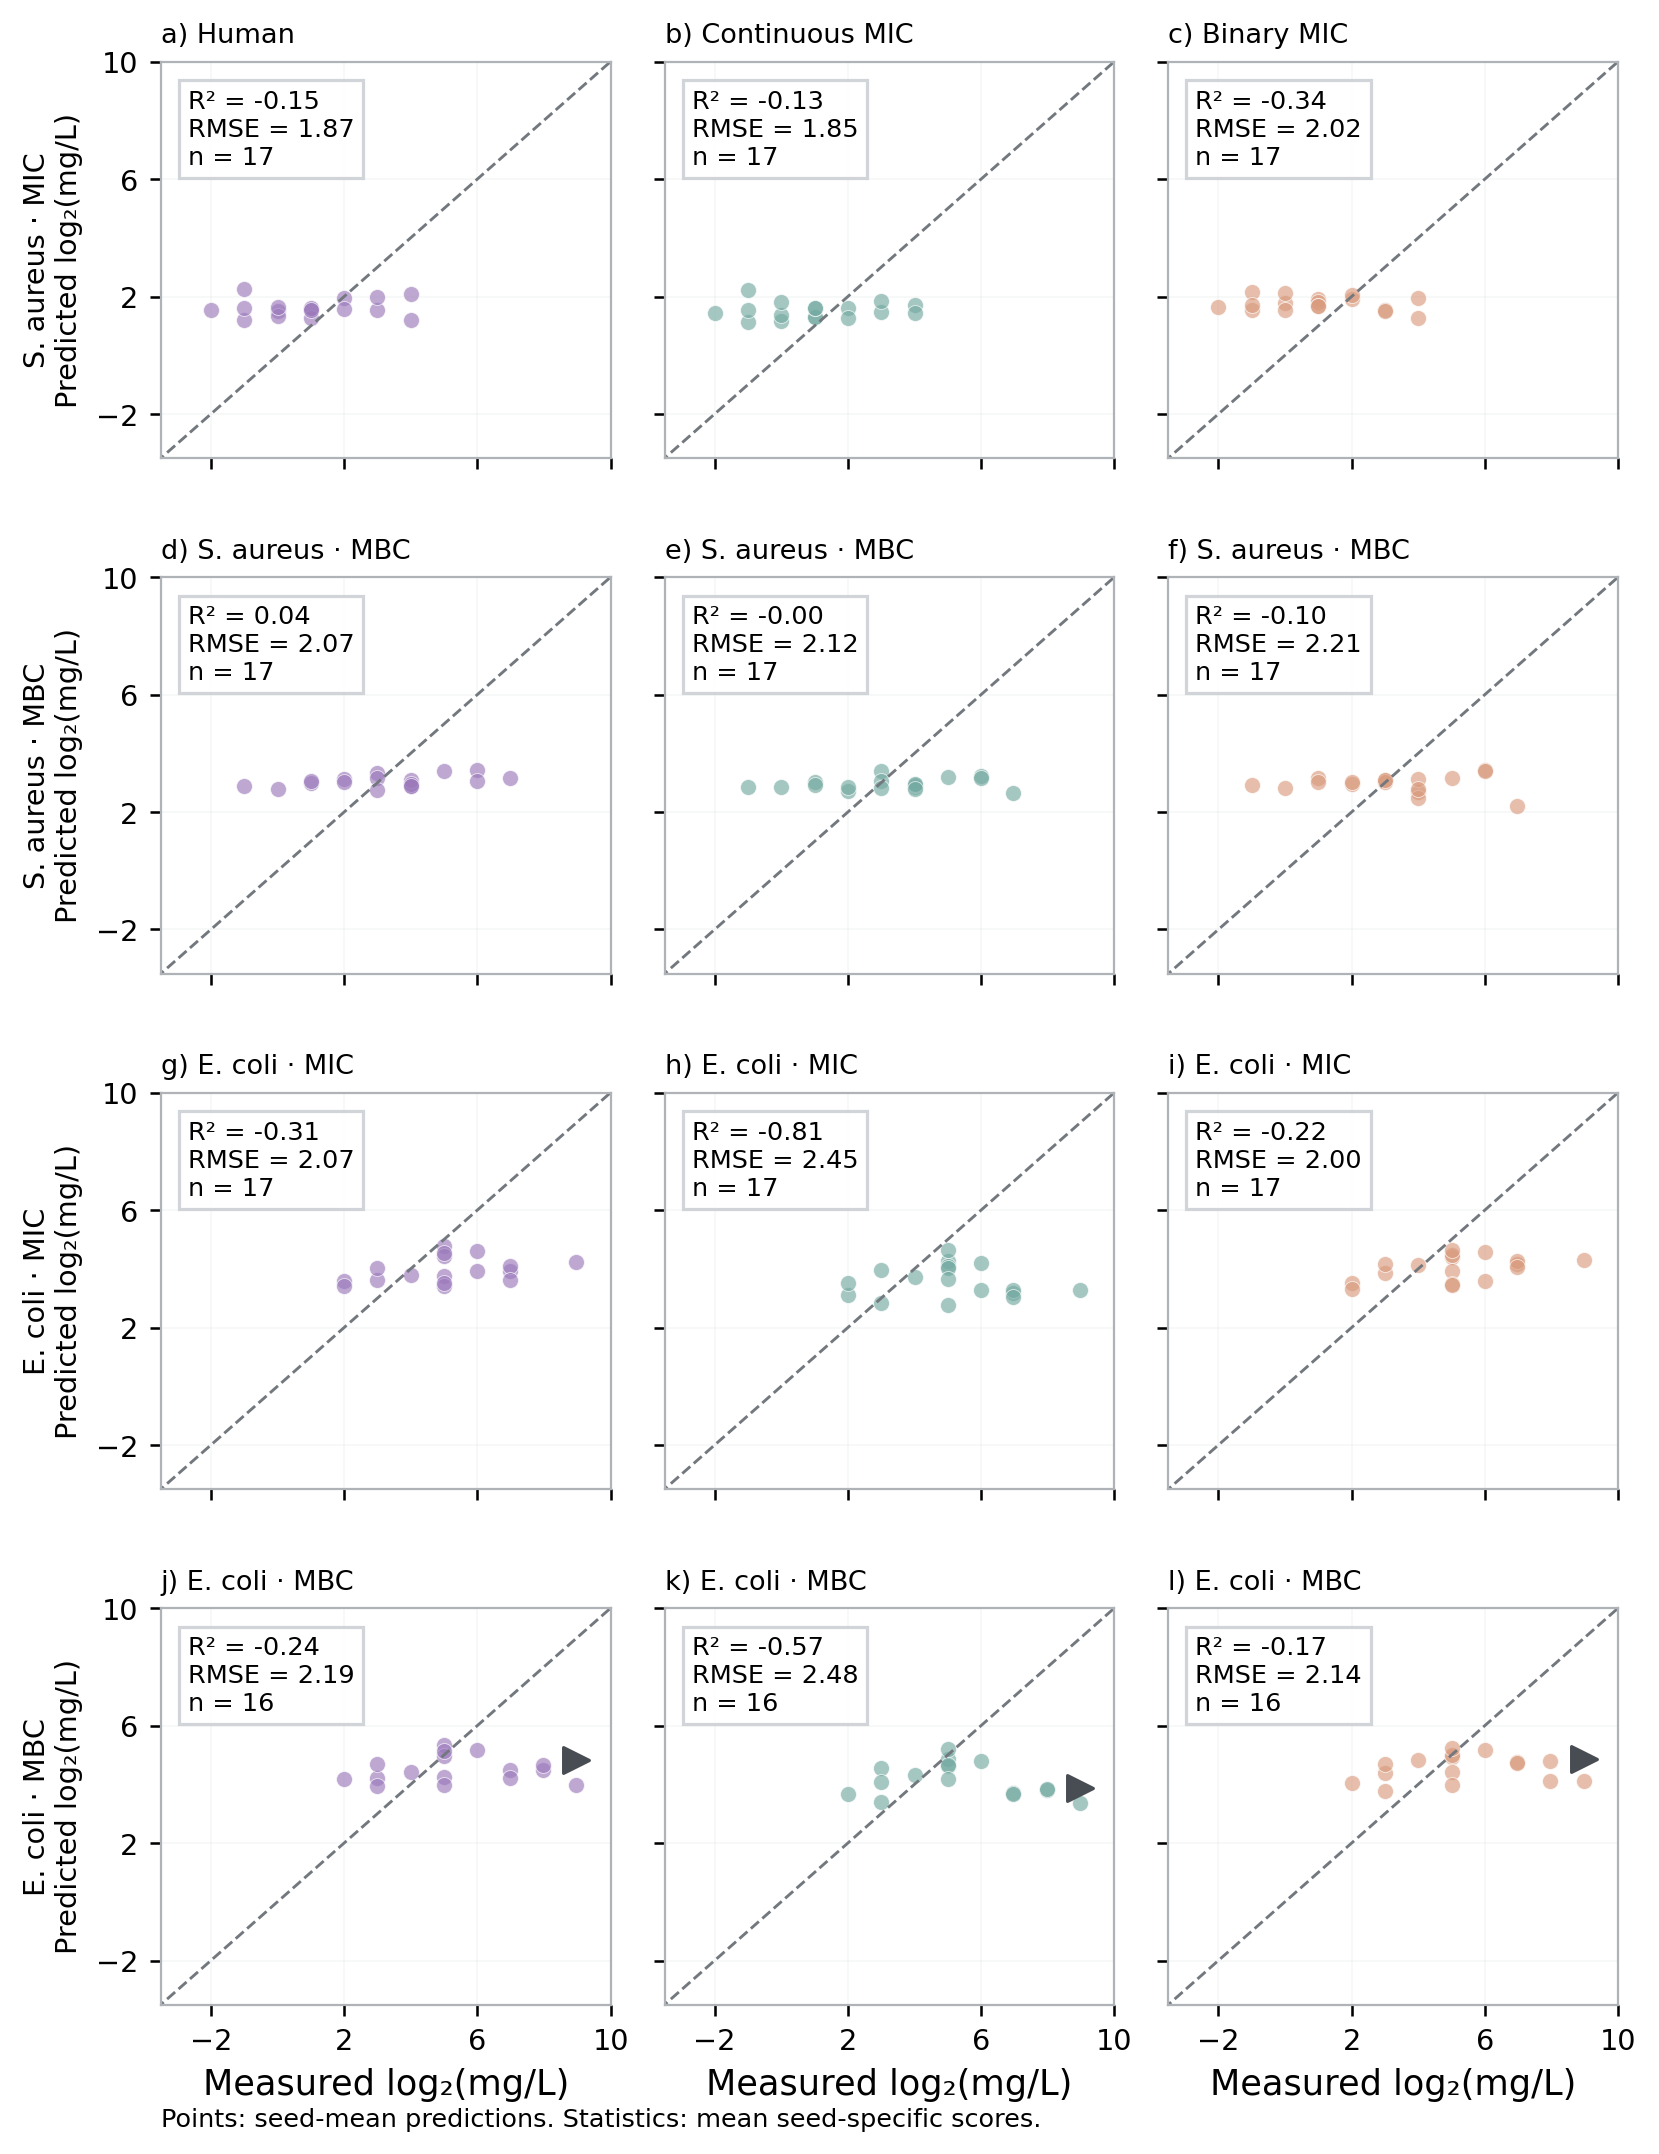 a) Human
b) Continuous MIC
c) Binary MIC
S. aureus · MIC
Predicted log₂(mg/L)
10
6
2
−2
R² = -0.15
RMSE = 1.87
n = 17
R² = -0.13
RMSE = 1.85
n = 17
R² = -0.34
RMSE = 2.02
n = 17
d) S. aureus · MBC
e) S. aureus · MBC
f) S. aureus · MBC
S. aureus · MBC
Predicted log₂(mg/L)
10
6
2
−2
R² = 0.04
RMSE = 2.07
n = 17
R² = -0.00
RMSE = 2.12
n = 17
R² = -0.10
RMSE = 2.21
n = 17
g) E. coli · MIC
h) E. coli · MIC
i) E. coli · MIC
E. coli · MIC
Predicted log₂(mg/L)
10
6
2
−2
R² = -0.31
RMSE = 2.07
n = 17
R² = -0.81
RMSE = 2.45
n = 17
R² = -0.22
RMSE = 2.00
n = 17
j) E. coli · MBC
k) E. coli · MBC
l) E. coli · MBC
E. coli · MBC
Predicted log₂(mg/L)
10
6
2
−2
R² = -0.24
RMSE = 2.19
n = 16
R² = -0.57
RMSE = 2.48
n = 16
R² = -0.17
RMSE = 2.14
n = 16
−2 2 6 10
−2 2 6 10
−2 2 6 10
Measured log₂(mg/L)
Measured log₂(mg/L)
Measured log₂(mg/L)
Points: seed-mean predictions. Statistics: mean seed-specific scores.